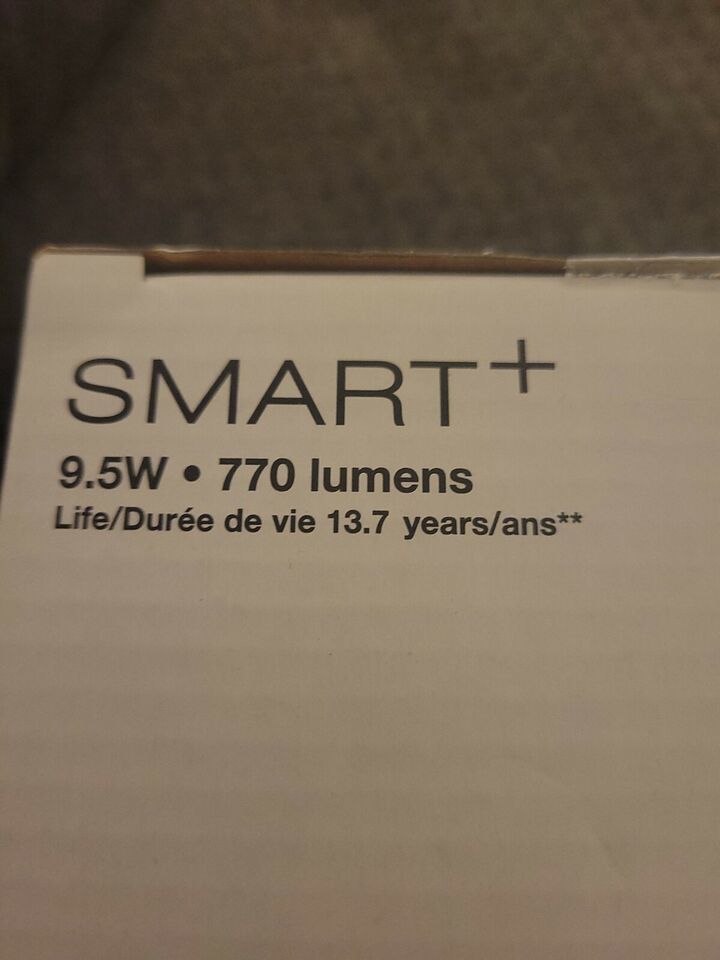 SMART+
9.5W • 770 lumens
Life/Durée de vie 13.7 years/ans**